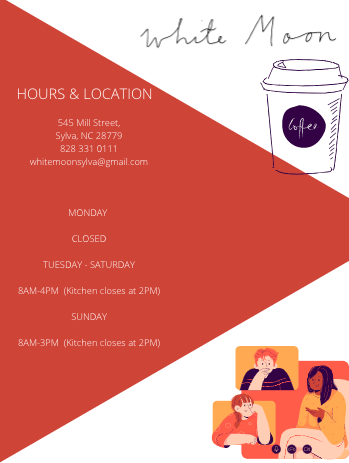 White Moon
Coffee
HOURS & LOCATION
545 Mill Street,
Sylva, NC 28779
828 331 0111
whitemoonsylva@gmail.com
MONDAY
CLOSED
TUESDAY - SATURDAY
8AM-4PM (Kitchen closes at 2PM)
SUNDAY
8AM-3PM (Kitchen closes at 2PM)